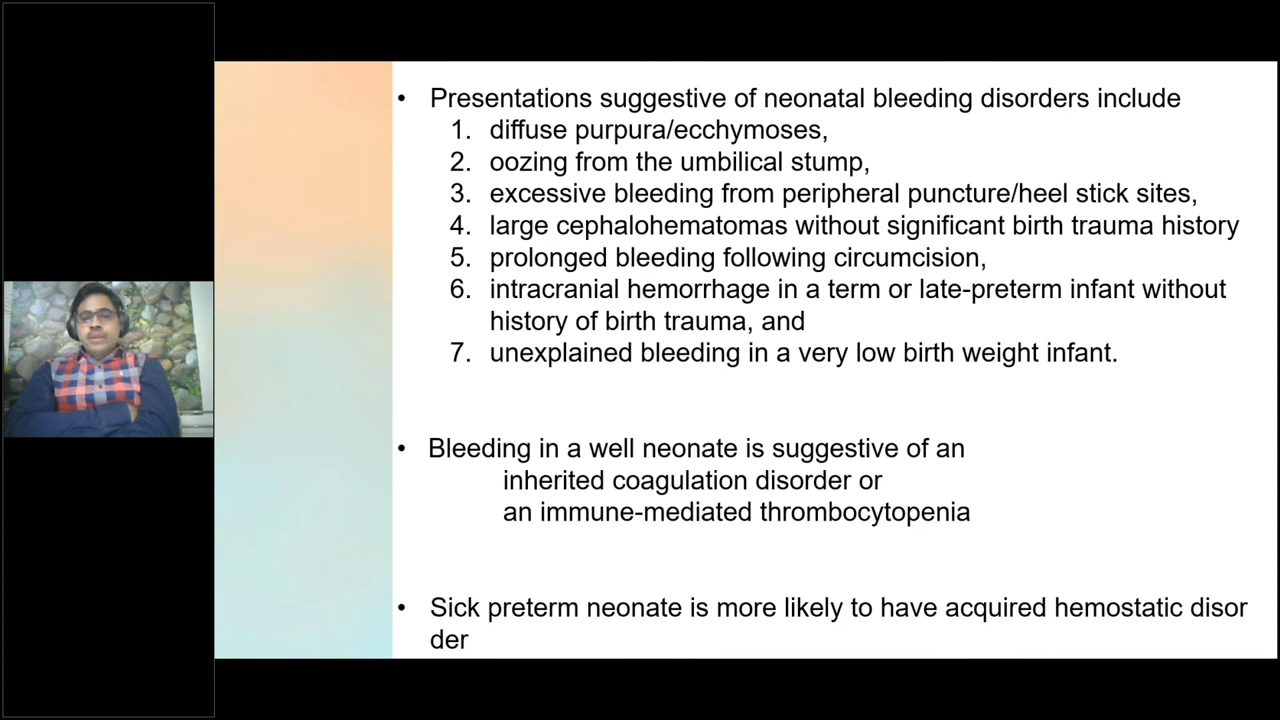 • Presentations suggestive of neonatal bleeding disorders include
1. diffuse purpura/ecchymoses,
2. oozing from the umbilical stump,
3. excessive bleeding from peripheral puncture/heel stick sites,
4. large cephalohematomas without significant birth trauma history
5. prolonged bleeding following circumcision,
6. intracranial hemorrhage in a term or late-preterm infant without
history of birth trauma, and
7. unexplained bleeding in a very low birth weight infant.
• Bleeding in a well neonate is suggestive of an
inherited coagulation disorder or
an immune-mediated thrombocytopenia
• Sick preterm neonate is more likely to have acquired hemostatic disor
der